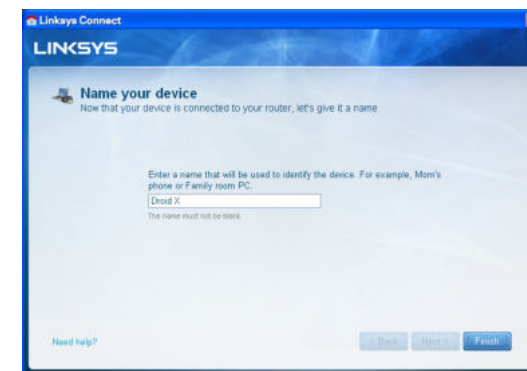 Linksys Connect
LINKSYS
Name your device
Now that your device is connected to your router, let's give it a name.
Enter a name that will be used to identify the device. For example, Mom's
phone or Family room PC.
Droid X
The name must not be blank.
Need help?
< Back
Next >
Finish